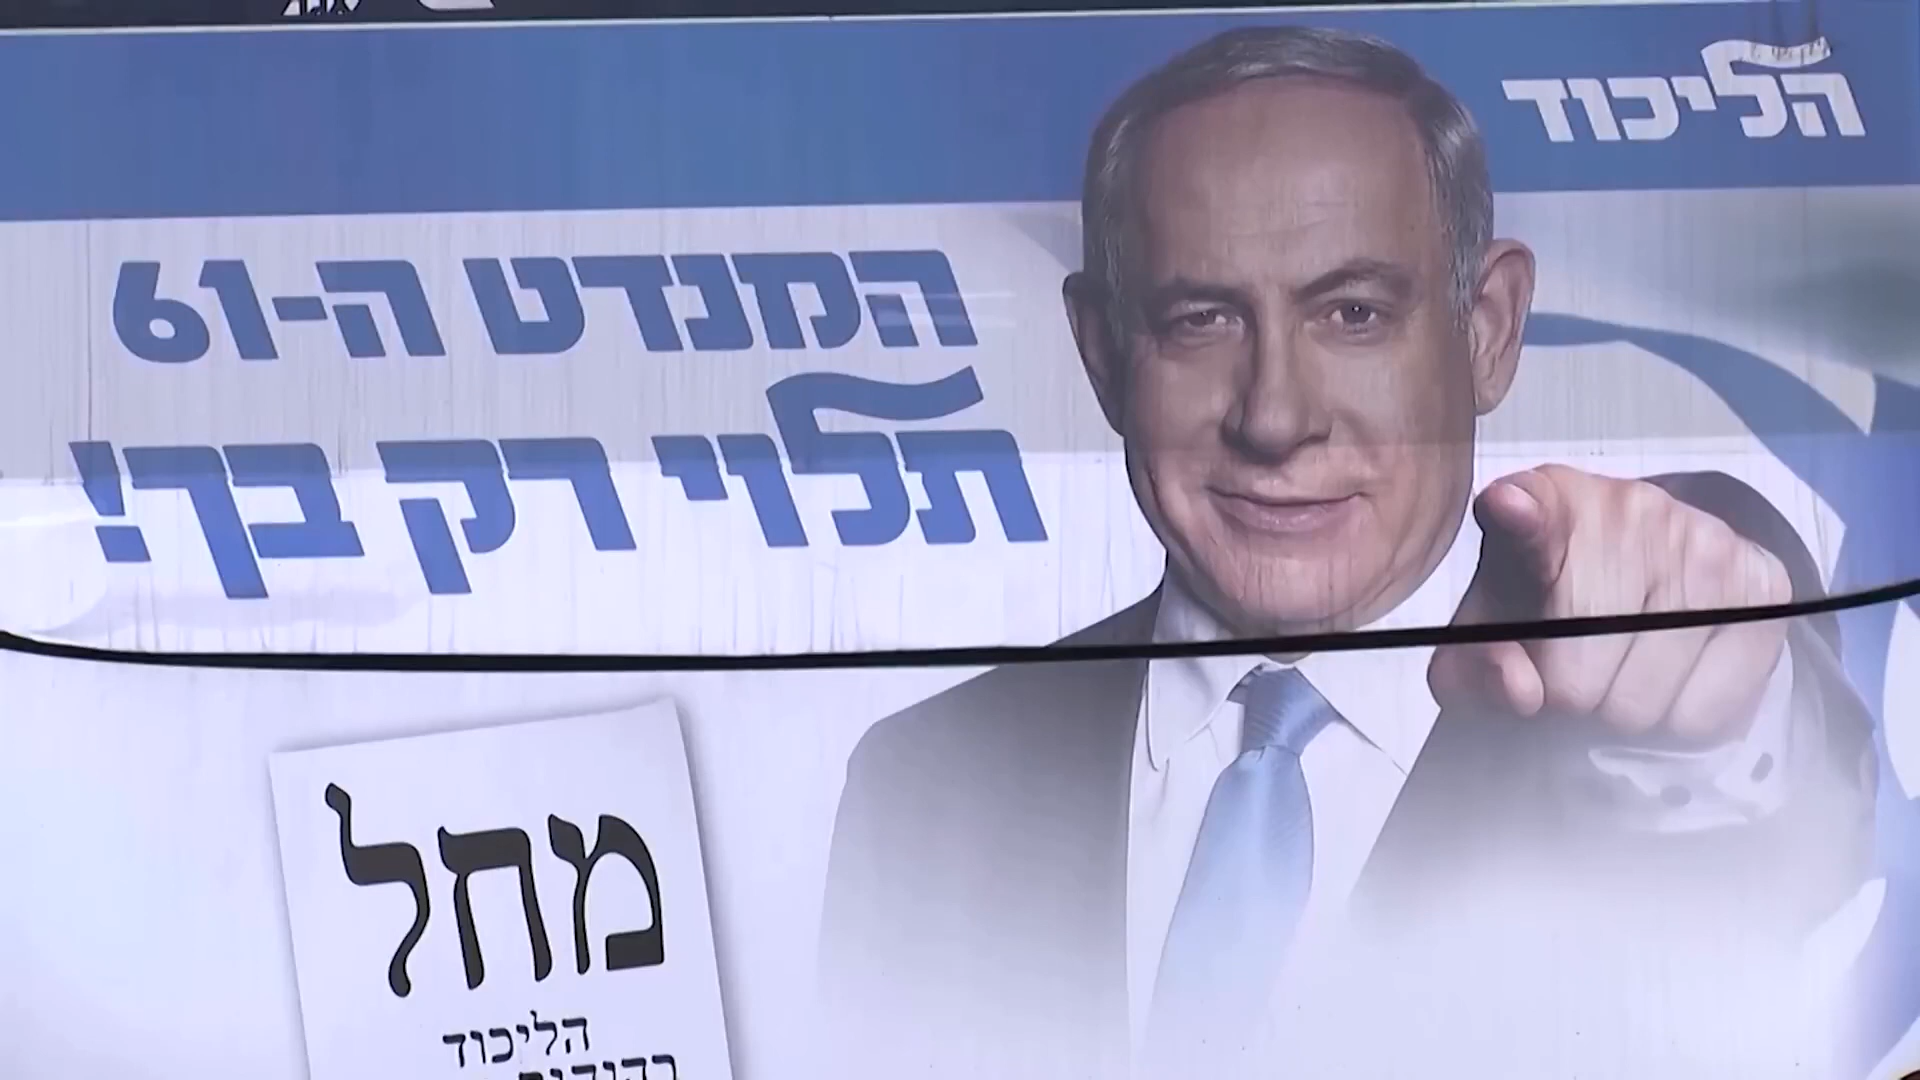 הליכוד
המנדט ה-61
תלוי רק בך!
מחל
הליכוד